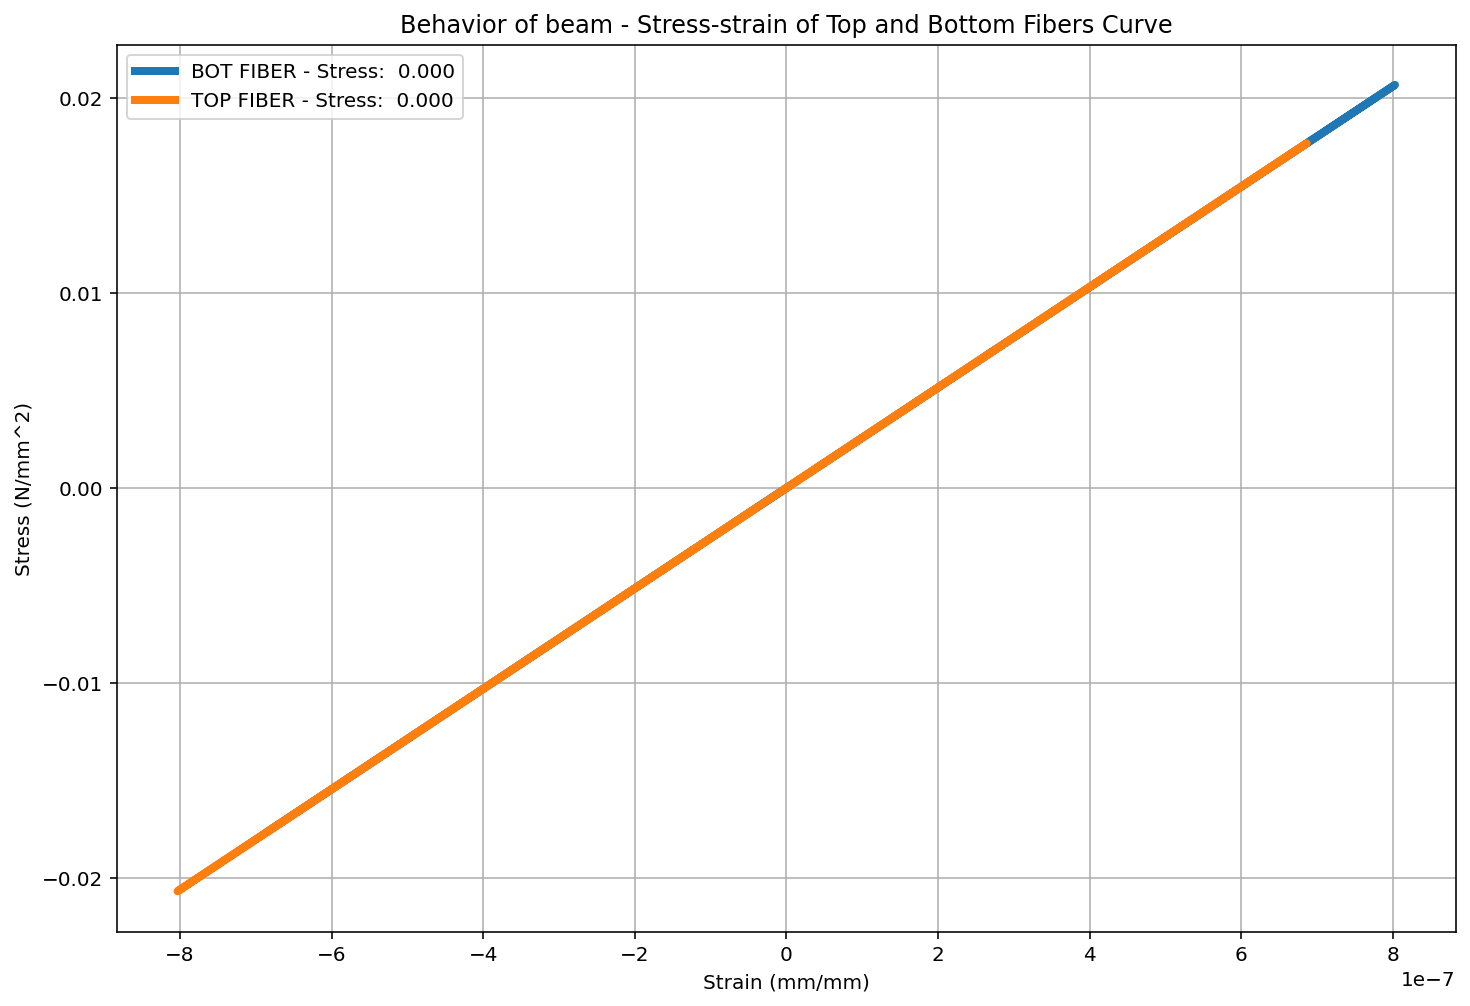 Behavior of beam - Stress-strain of Top and Bottom Fibers Curve
BOT FIBER - Stress:  0.000
TOP FIBER - Stress:  0.000
0.02
0.01
0.00
−0.01
−0.02
Stress (N/mm^2)
−8 −6 −4 −2 0 2 4 6 8
1e−7
Strain (mm/mm)